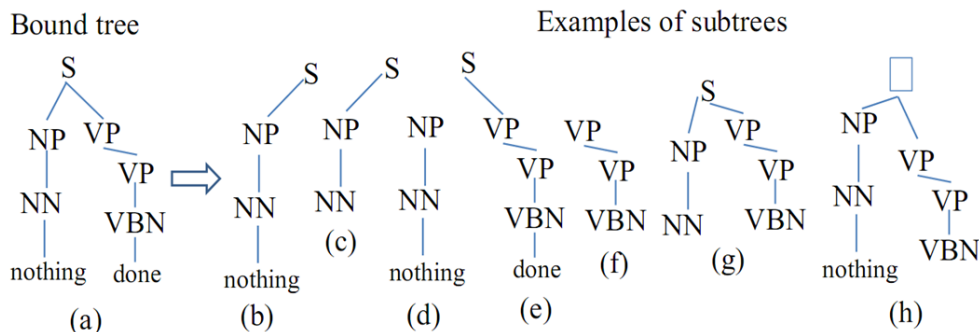 Bound tree Examples of subtrees
S S S S S
NP VP NP NP NP VP VP NP VP NP VP
VP VP VP VP VP
NN VBN NN NN NN VBN VBN NN VBN NN VBN
nothing done nothing nothing done nothing
(a) (b) (c) (d) (e) (f) (g) (h)